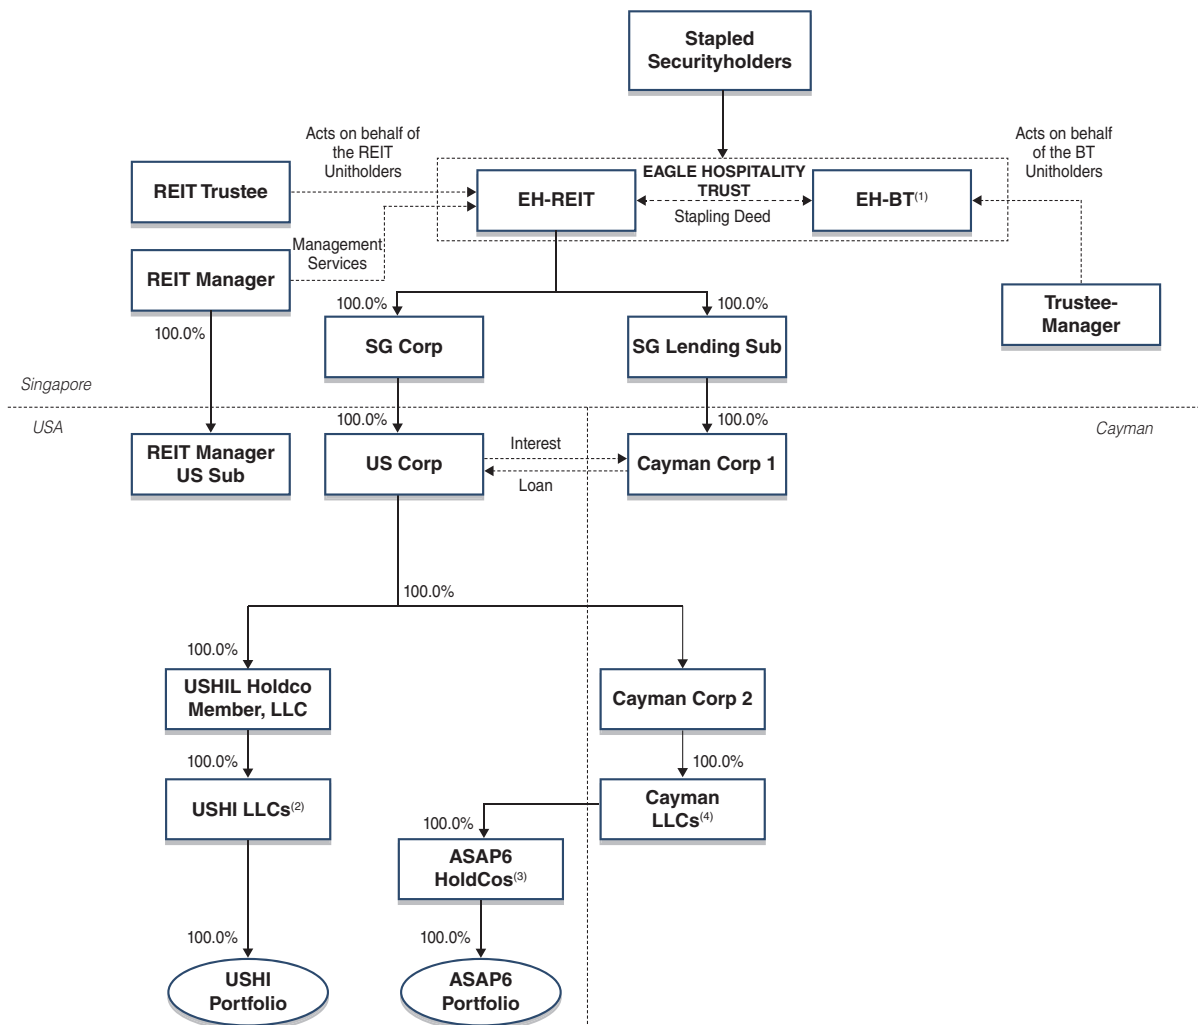 Stapled
Securityholders
Acts on behalf of
the REIT
Unitholders
Acts on behalf
of the BT
Unitholders
REIT Trustee
EAGLE HOSPITALITY
TRUST
EH-REIT
EH-BT(1)
Stapling Deed
Management
Services
REIT Manager
Trustee-
Manager
100.0%
100.0%
100.0%
SG Corp
SG Lending Sub
Singapore
USA
Cayman
100.0%
100.0%
REIT Manager
US Sub
US Corp
Interest
Loan
Cayman Corp 1
100.0%
100.0%
USHIL Holdco
Member, LLC
Cayman Corp 2
100.0%
100.0%
USHI LLCs(2)
Cayman
LLCs(4)
100.0%
ASAP6
HoldCos(3)
100.0%
100.0%
USHI
Portfolio
ASAP6
Portfolio